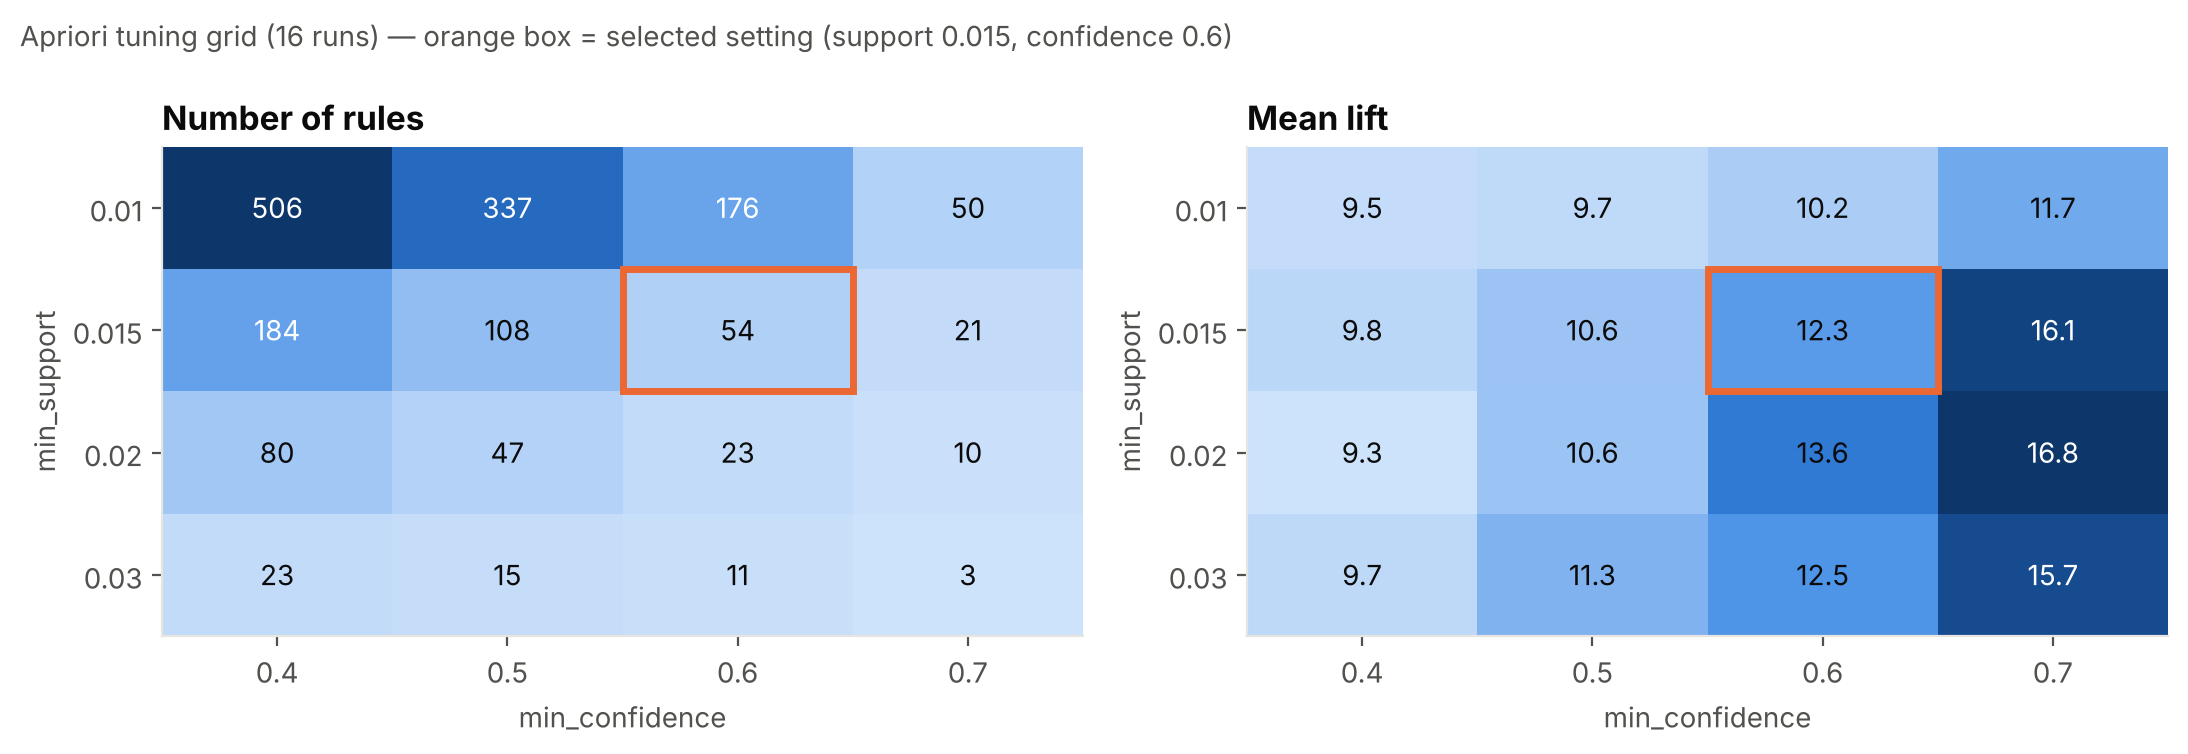 Apriori tuning grid (16 runs) — orange box = selected setting (support 0.015, confidence 0.6)
Number of rules
min_support
0.01 506 337 176 50
0.015 184 108 54 21
0.02 80 47 23 10
0.03 23 15 11 3
0.4 0.5 0.6 0.7
min_confidence
Mean lift
min_support
0.01 9.5 9.7 10.2 11.7
0.015 9.8 10.6 12.3 16.1
0.02 9.3 10.6 13.6 16.8
0.03 9.7 11.3 12.5 15.7
0.4 0.5 0.6 0.7
min_confidence